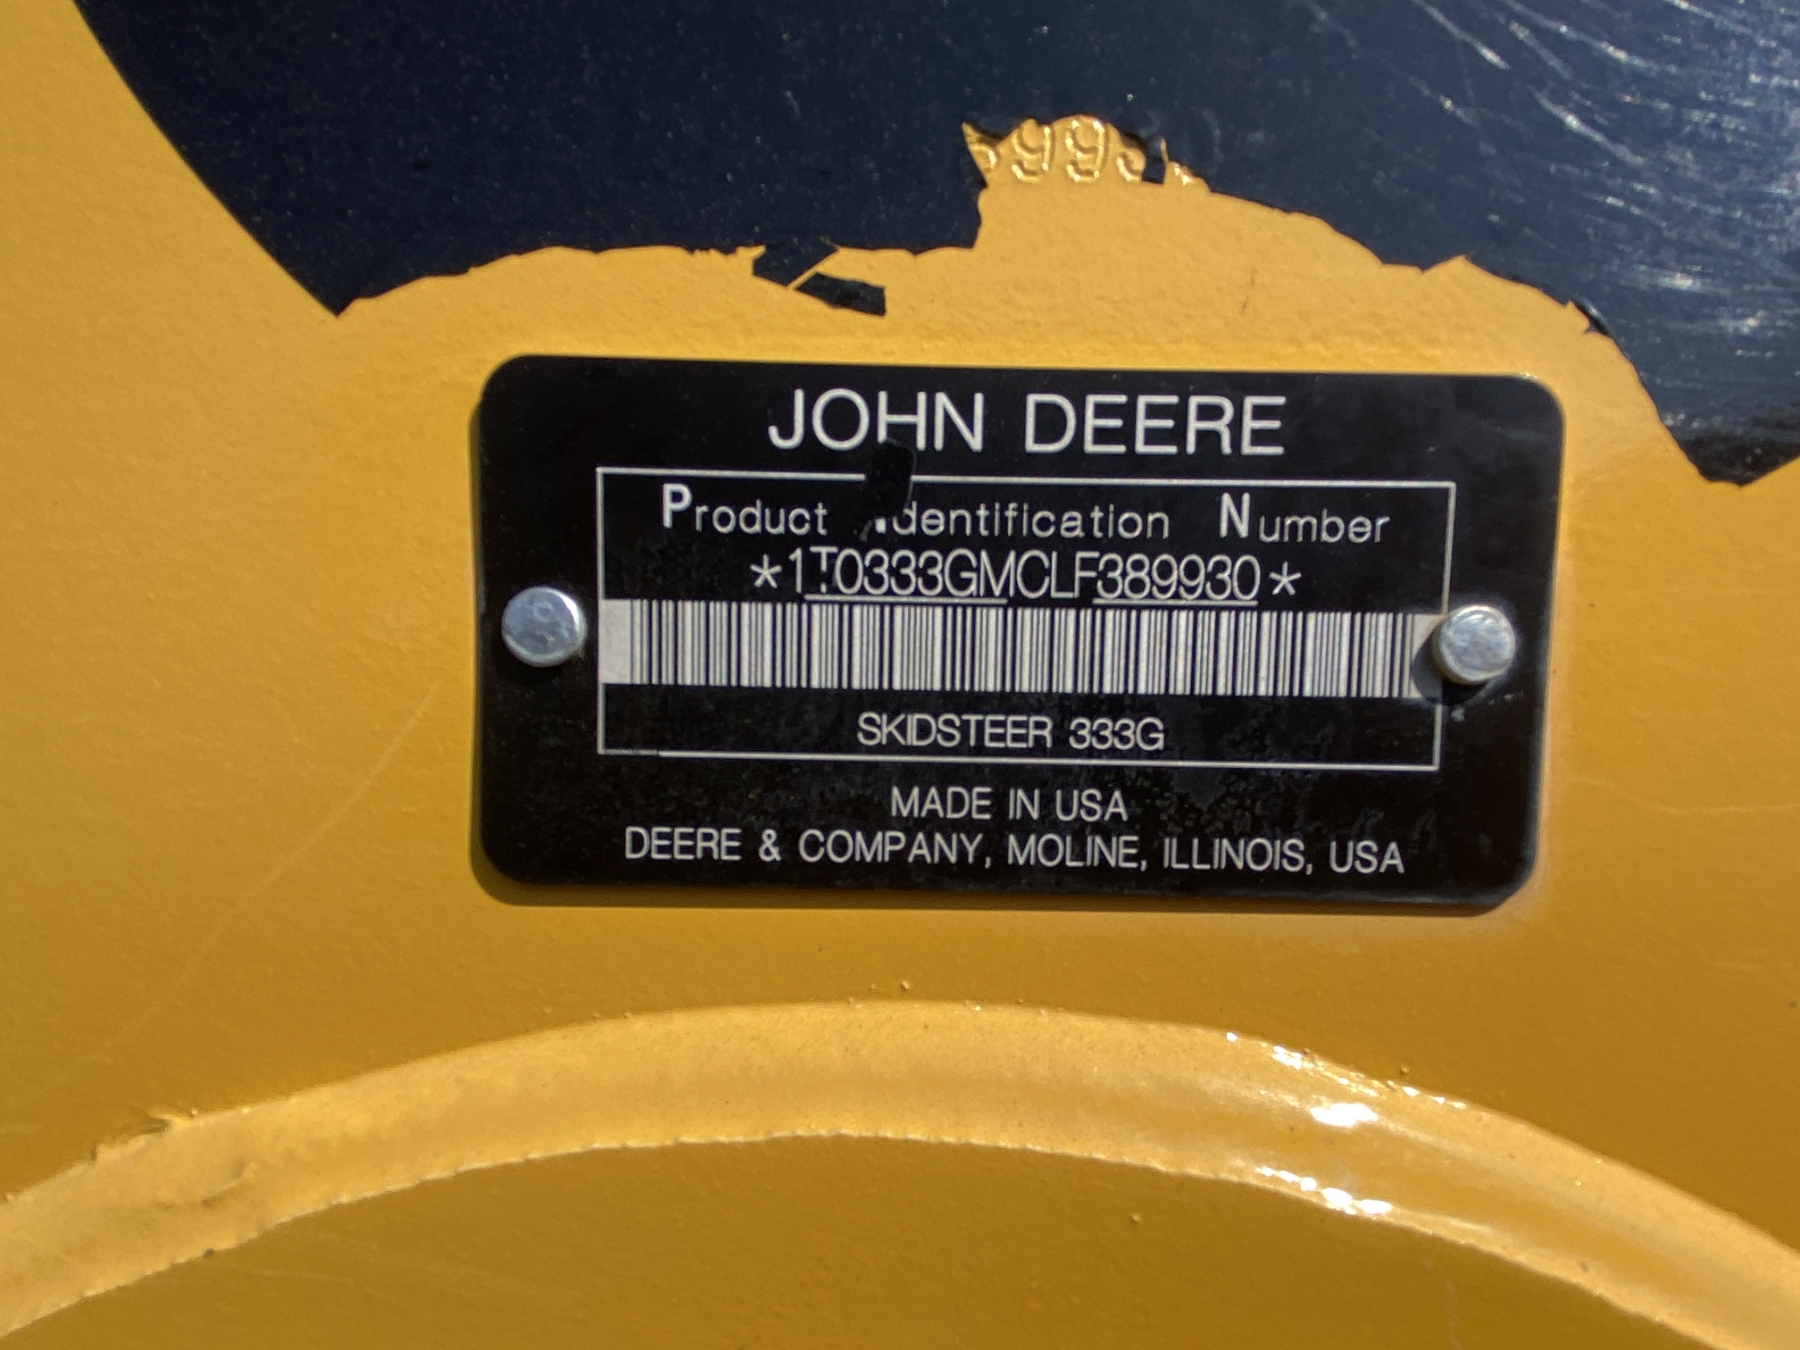 JOHN DEERE
Product Identification Number
*1T0333GMCLF389930*
SKIDSTEER 333G
MADE IN USA
DEERE & COMPANY, MOLINE, ILLINOIS, USA